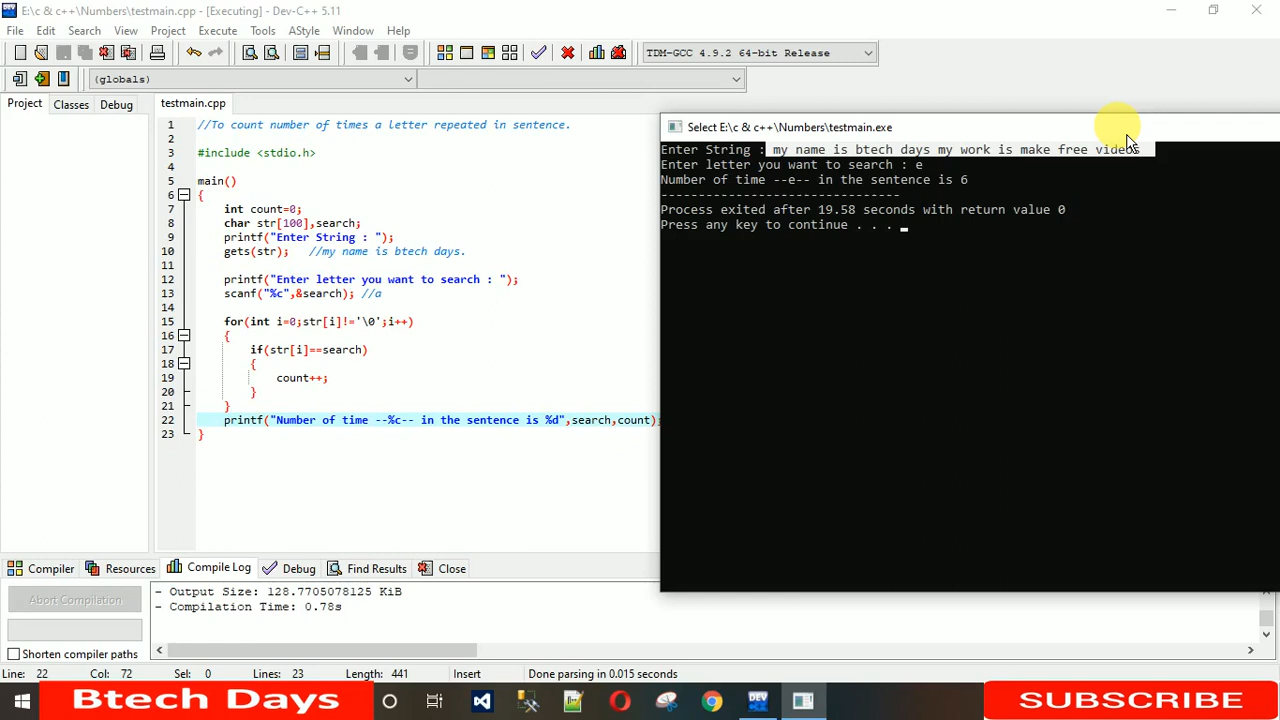 E:\c & c++\Numbers\testmain.cpp - [Executing] - Dev-C++ 5.11
File Edit Search View Project Execute Tools AStyle Window Help
TDM-GCC 4.9.2 64-bit Release
(globals)
Project Classes Debug
testmain.cpp
1 //To count number of times a letter repeated in sentence.
2
3 #include <stdio.h>
4
5 main()
6 {
7 int count=0;
8 char str[100],search;
9 printf("Enter String : ");
10 gets(str); //my name is btech days.
11
12 printf("Enter letter you want to search : ");
13 scanf("%c",&search); //a
14
15 for(int i=0;str[i]!='\0';i++)
16 {
17 if(str[i]==search)
18 {
19 count++;
20 }
21 }
22 printf("Number of time --%c-- in the sentence is %d",search,count);
23 }
Select E:\c & c++\Numbers\testmain.exe
Enter String : my name is btech days my work is make free videos
Enter letter you want to search : e
Number of time --e-- in the sentence is 6
--------------------------------
Process exited after 19.58 seconds with return value 0
Press any key to continue . . .
Compiler Resources Compile Log Debug Find Results Close
Abort Compilation
Shorten compiler paths
- Output Size: 128.7705078125 KiB
- Compilation Time: 0.78s
Line: 22 Col: 72 Sel: 0 Lines: 23 Length: 441 Insert Done parsing in 0.015 seconds
Btech Days
DEV
SUBSCRIBE